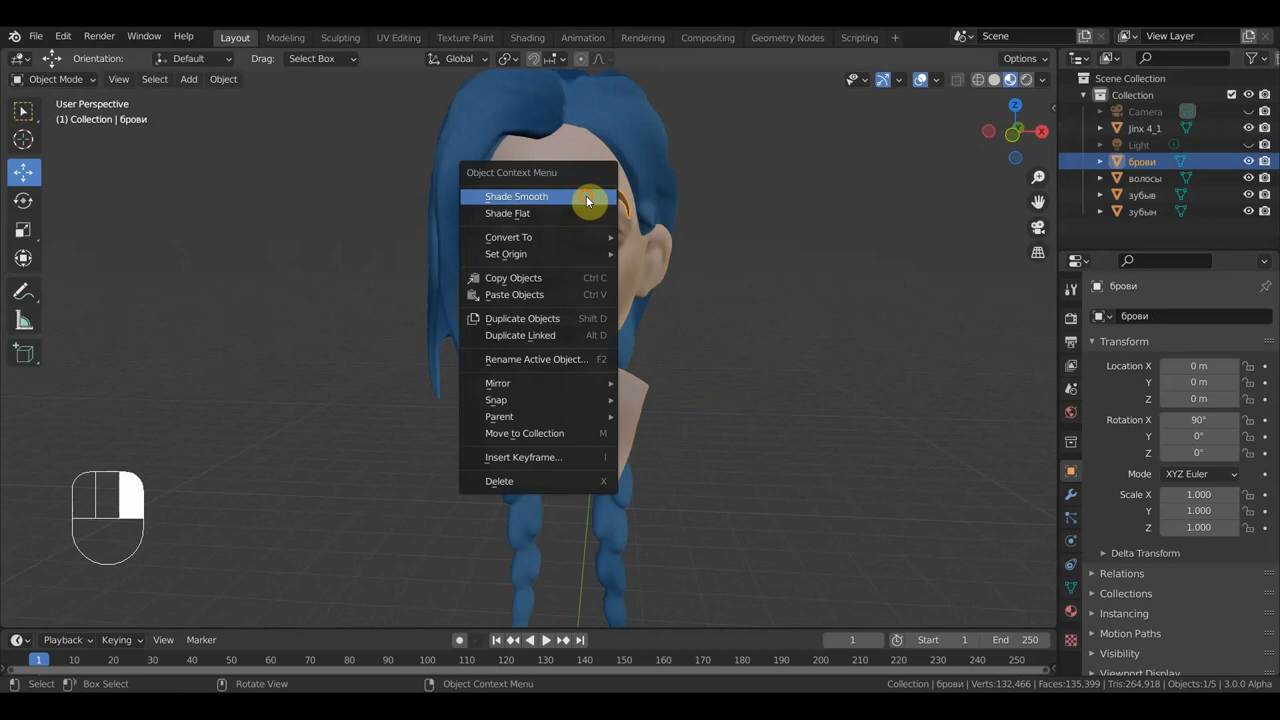 File Edit Render Window Help Layout Modeling Sculpting UV Editing Texture Paint Shading Animation Rendering Compositing Geometry Nodes Scripting + Scene View Layer
Orientation: Default Drag: Select Box Global Options
Object Mode View Select Add Object
User Perspective
(1) Collection | брови
Scene Collection
Collection
Camera
Jinx 4_1
Light
брови
волосы
зубыв
зубын
Z
X
Object Context Menu
Shade Smooth
Shade Flat
Convert To
Set Origin
Copy Objects Ctrl C
Paste Objects Ctrl V
Duplicate Objects Shift D
Duplicate Linked Alt D
Rename Active Object... F2
Mirror
Snap
Parent
Move to Collection M
Insert Keyframe... I
Delete X
брови
брови
Transform
Location X 0 m
Y 0 m
Z 0 m
Rotation X 90°
Y 0°
Z 0°
Mode XYZ Euler
Scale X 1.000
Y 1.000
Z 1.000
Delta Transform
Relations
Collections
Instancing
Motion Paths
Visibility
Viewport Display
Playback Keying View Marker 1 Start 1 End 250
1 10 20 30 40 50 60 70 80 90 100 110 120 130 140 150 160 170 180 190 200 210 220 230 240 250
Select Box Select Rotate View Object Context Menu Collection | брови | Verts:132,466 | Faces:135,399 | Tris:264,918 | Objects:1/5 | 3.0.0 Alpha